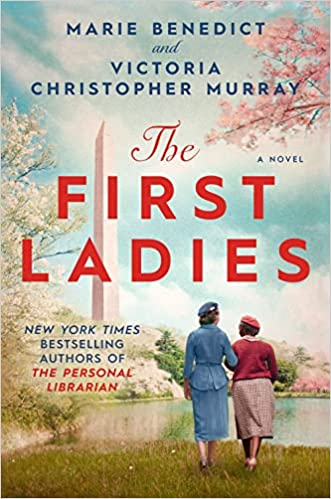 MARIE BENEDICT
and
VICTORIA
CHRISTOPHER MURRAY
The
A NOVEL
FIRST
LADIES
NEW YORK TIMES
BESTSELLING
AUTHORS OF
THE PERSONAL
LIBRARIAN